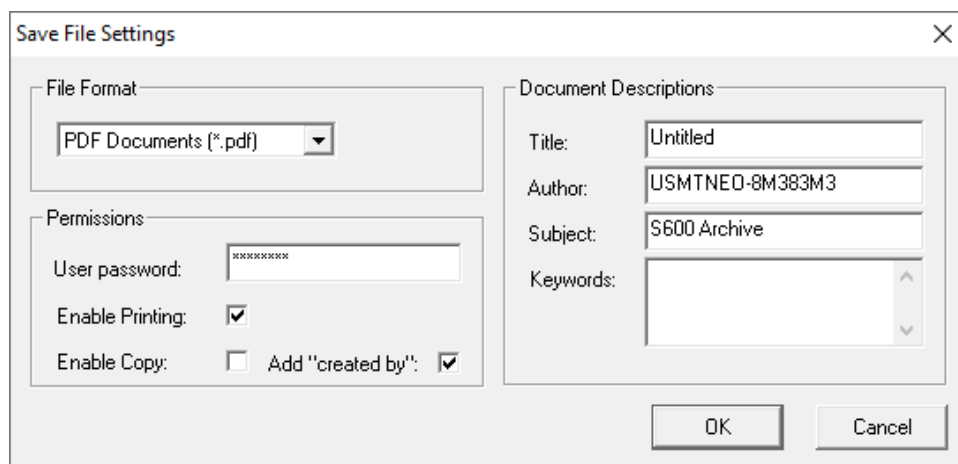 Save File Settings
File Format
PDF Documents (*.pdf)
Permissions
User password: ********
Enable Printing:
Enable Copy: Add "created by":
Document Descriptions
Title: Untitled
Author: USMTNEO-8M383M3
Subject: S600 Archive
Keywords:
OK Cancel